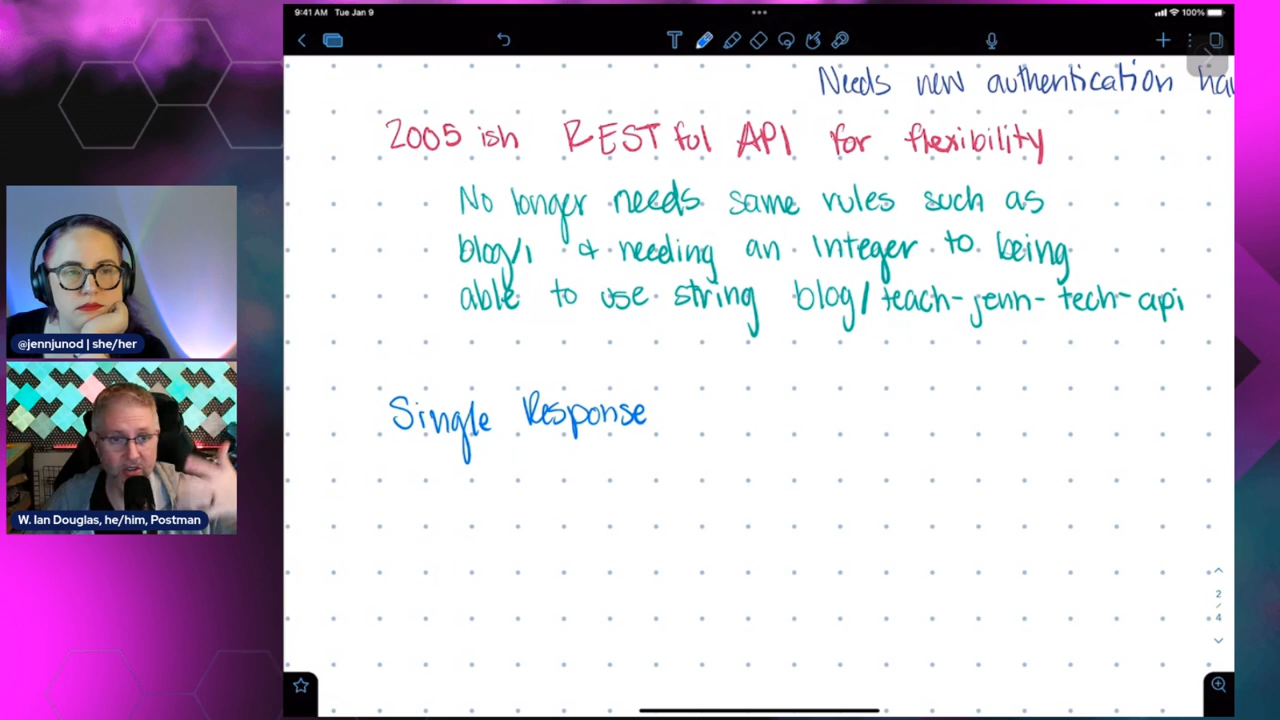 9:41 AM Tue Jan 9
100%
Needs new authentication
2005 ish RESTful API for flexibility
No longer needs same rules such as
blog/1 & needing an integer to being
able to use string blog/teach-jenn-tech-api
Single Response
@jennjunod | she/her
W. Ian Douglas, he/him, Postman
2
/
4